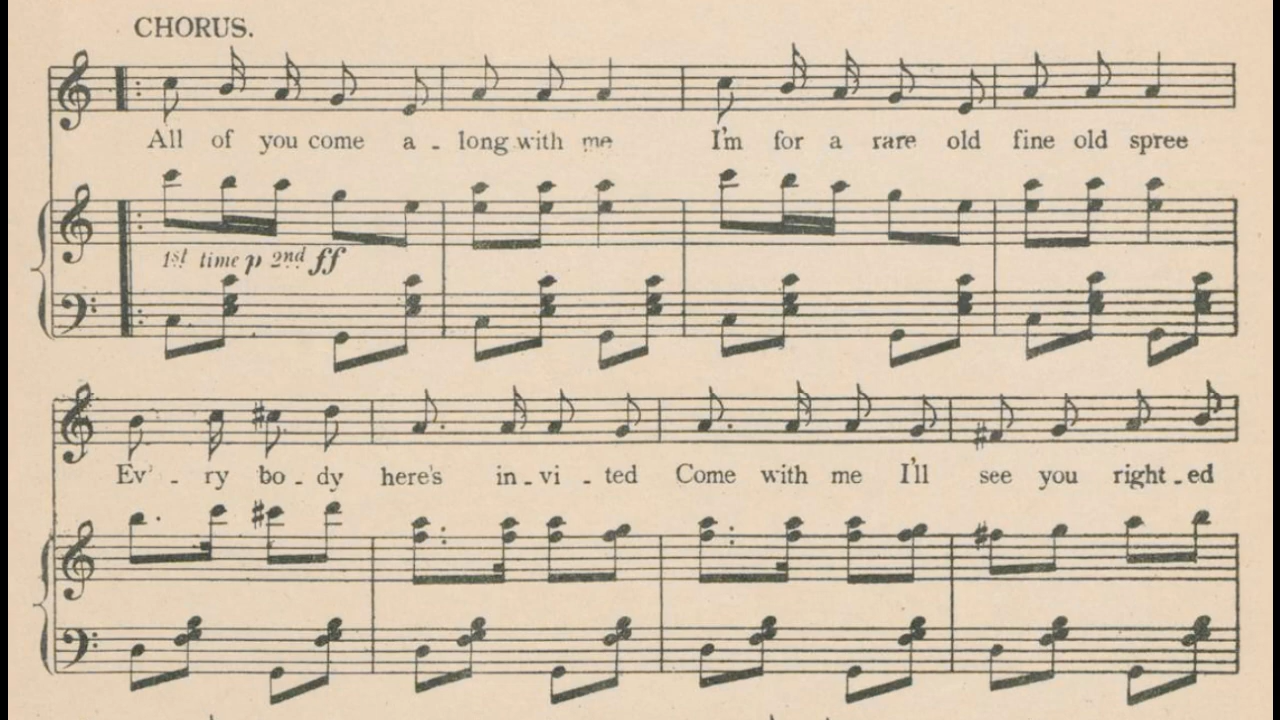 CHORUS.
All of you come a - long with me I'm for a rare old fine old spree
1st time p 2nd ff
Ev' - ry bo - dy here's in - vi - ted Come with me I'll see you right - ed